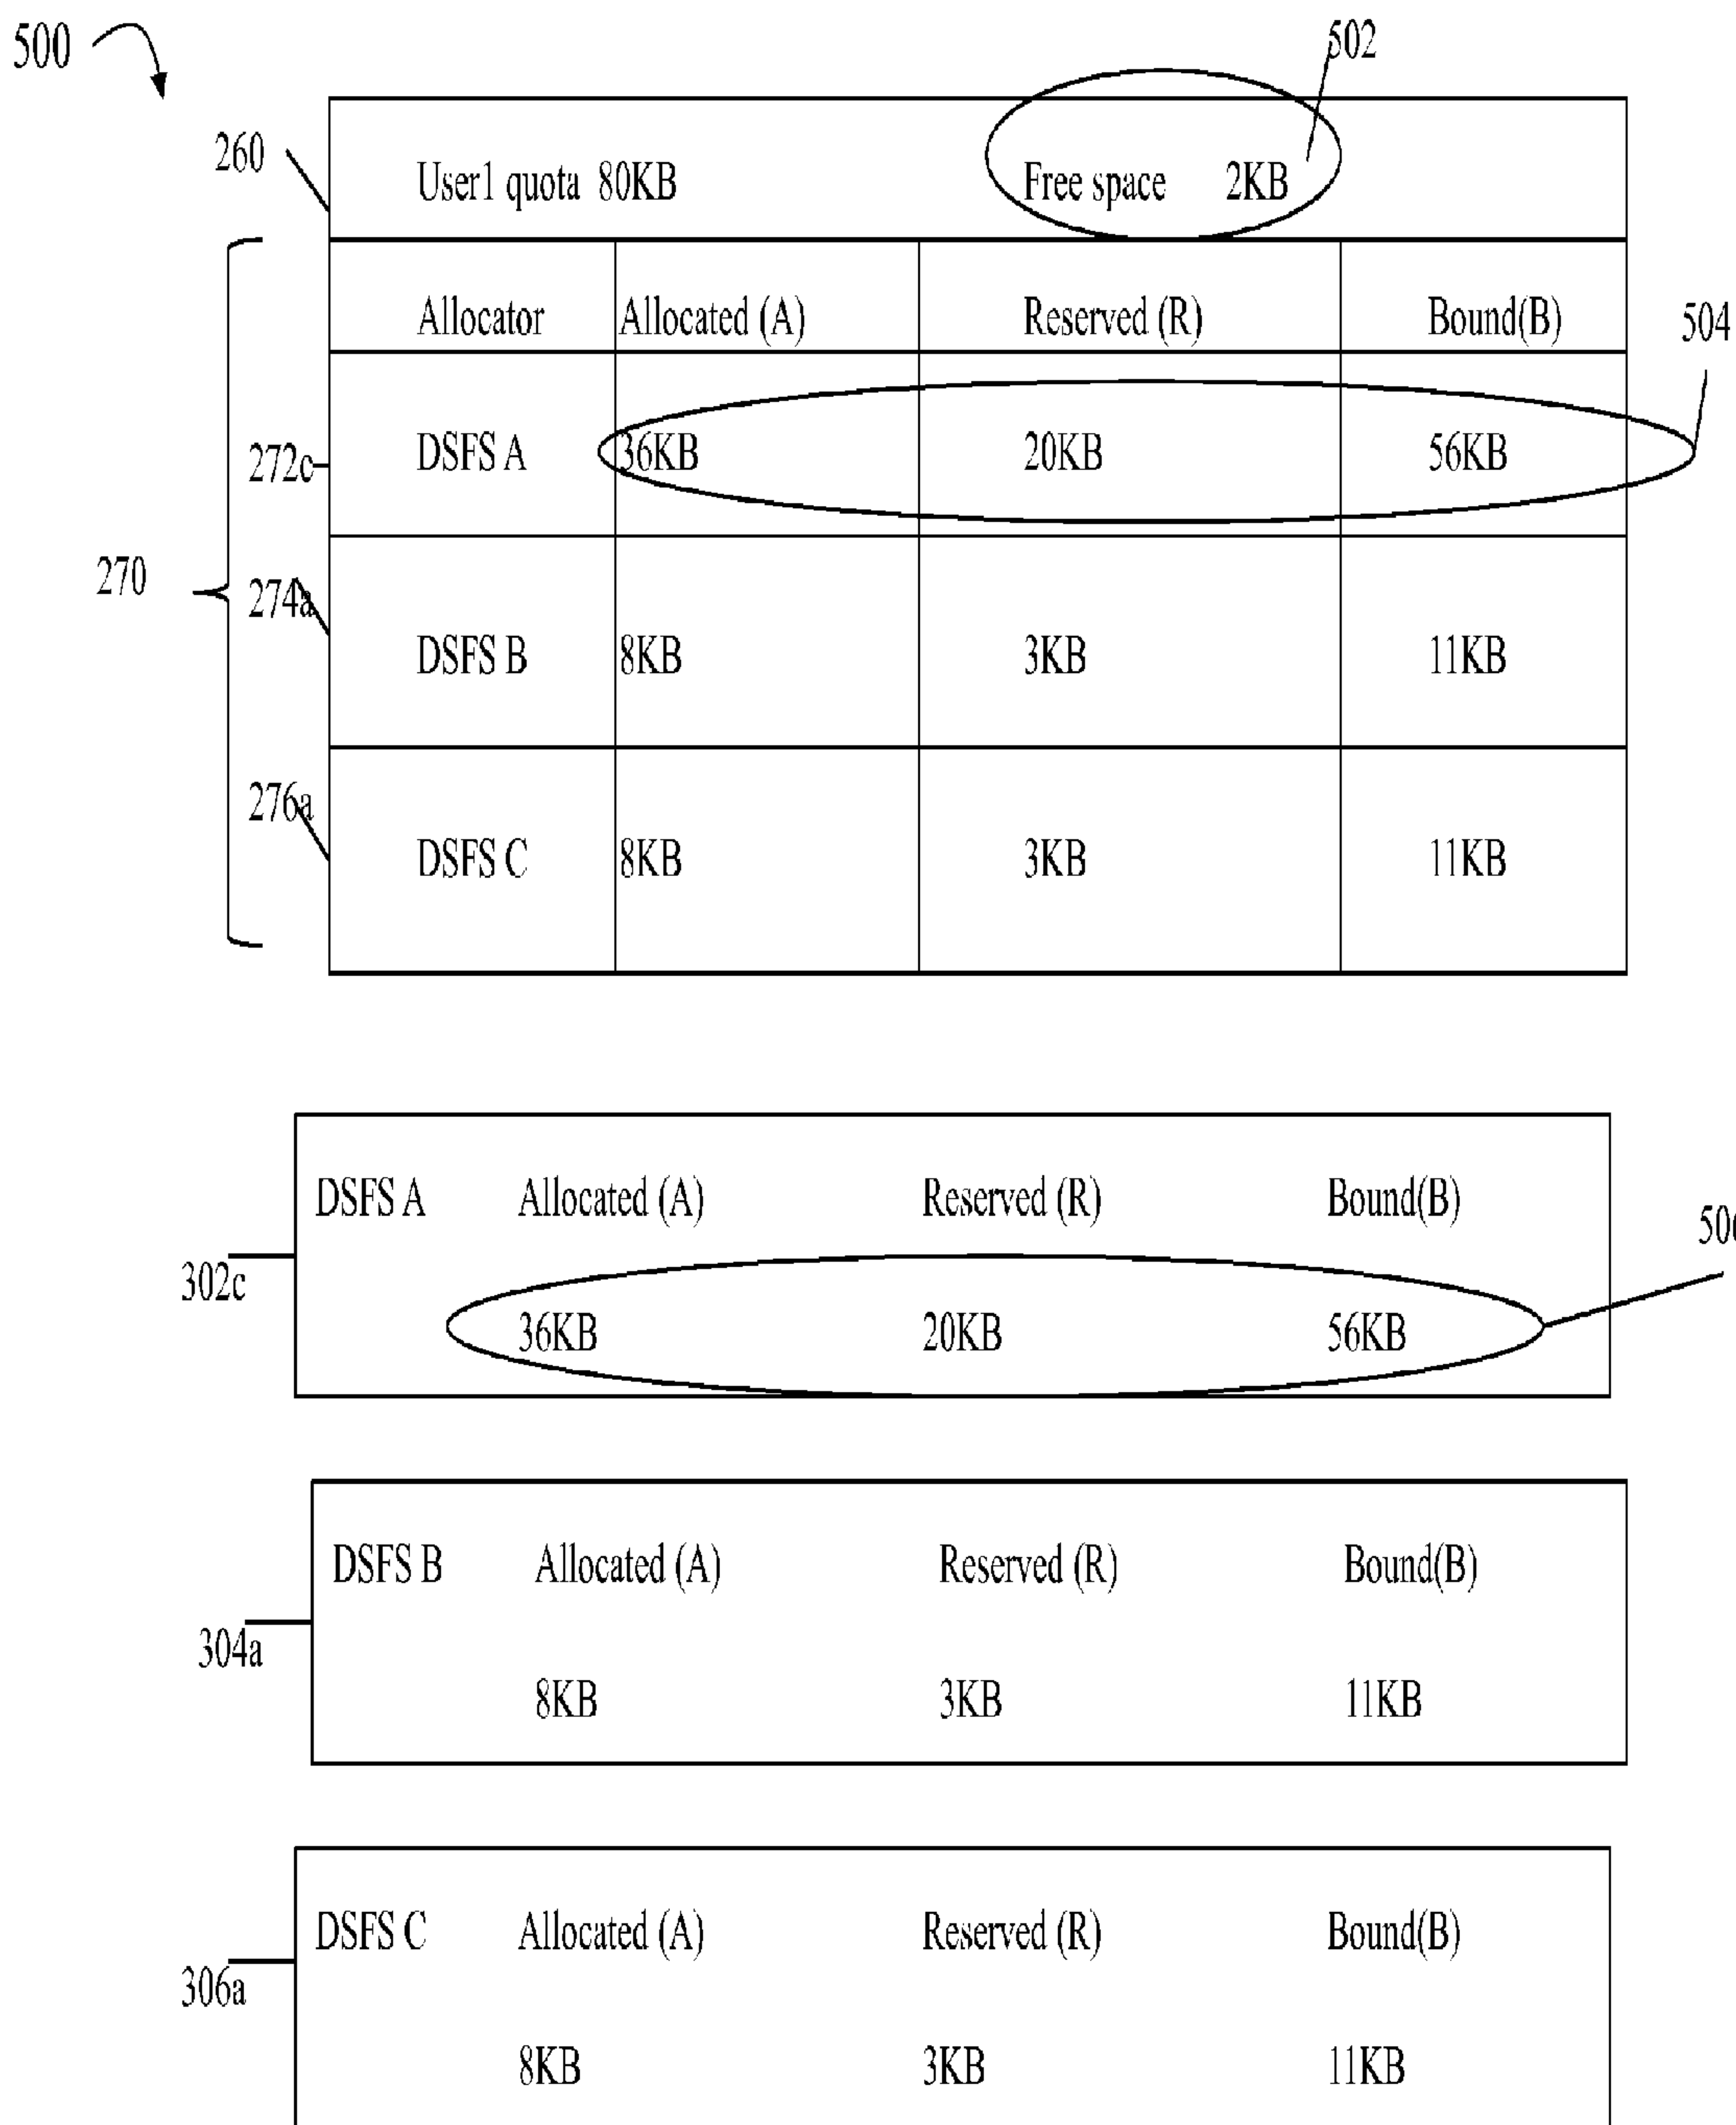 500
502
260
User1 quota 80KB Free space 2KB
Allocator Allocated (A) Reserved (R) Bound(B)
504
272c DSFS A 36KB 20KB 56KB
270
274a
DSFS B 8KB 3KB 11KB
276a
DSFS C 8KB 3KB 11KB
DSFS A Allocated (A) Reserved (R) Bound(B)
302c
36KB 20KB 56KB
DSFS B Allocated (A) Reserved (R) Bound(B)
304a
8KB 3KB 11KB
DSFS C Allocated (A) Reserved (R) Bound(B)
306a
8KB 3KB 11KB